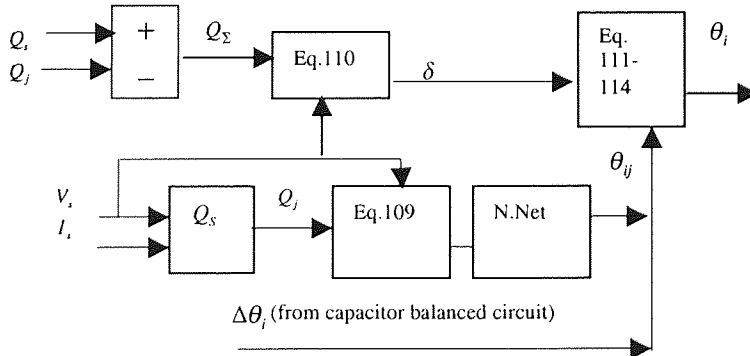 Q_s
+
Q_Σ
Eq.110
Q_j
−
δ
Eq.
111-
114
θ_i
θ_ij
V_s
I_s
Q_s
Q_j
Eq.109
N.Net
Δθ_i (from capacitor balanced circuit)